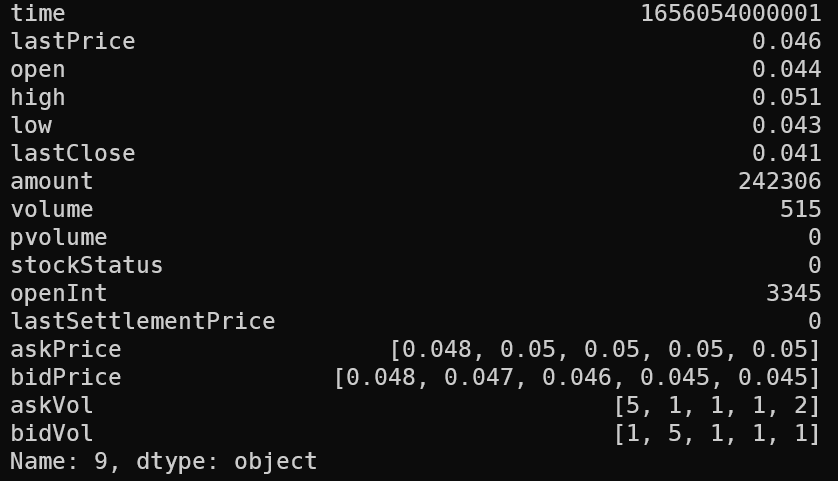 time 1656054000001
lastPrice 0.046
open 0.044
high 0.051
low 0.043
lastClose 0.041
amount 242306
volume 515
pvolume 0
stockStatus 0
openInt 3345
lastSettlementPrice 0
askPrice [0.048, 0.05, 0.05, 0.05, 0.05]
bidPrice [0.048, 0.047, 0.046, 0.045, 0.045]
askVol [5, 1, 1, 1, 2]
bidVol [1, 5, 1, 1, 1]
Name: 9, dtype: object